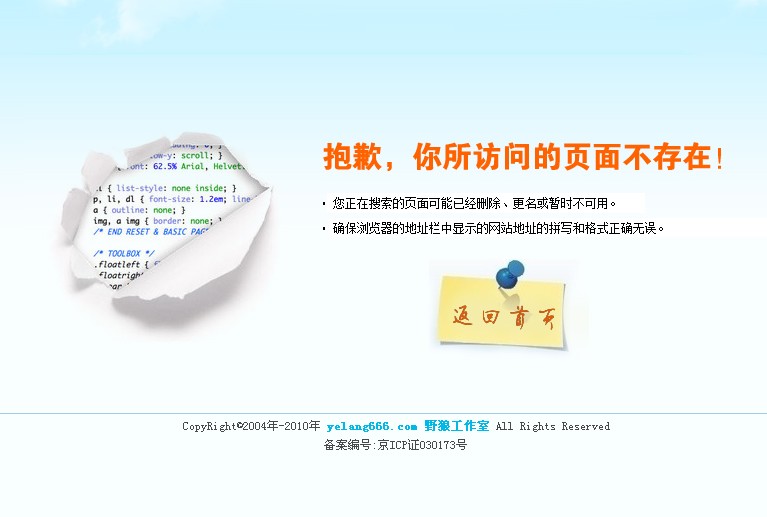 ading: 0; }
ow-y: scroll; }
font: 62.5% Arial, Helvet
l { list-style: none inside; }
p, li, dl { font-size: 1.2em; line-
a { outline: none; }
img, a img { border: none; }
/* END RESET & BASIC PAG
/* TOOLBOX */
.floatleft { f
.floatright
抱歉，你所访问的页面不存在！
· 您正在搜索的页面可能已经删除、更名或暂时不可用。
· 确保浏览器的地址栏中显示的网站地址的拼写和格式正确无误。
返回首页
CopyRight©2004年-2010年 yelang666.com 野狼工作室 All Rights Reserved
备案编号:京ICP证030173号